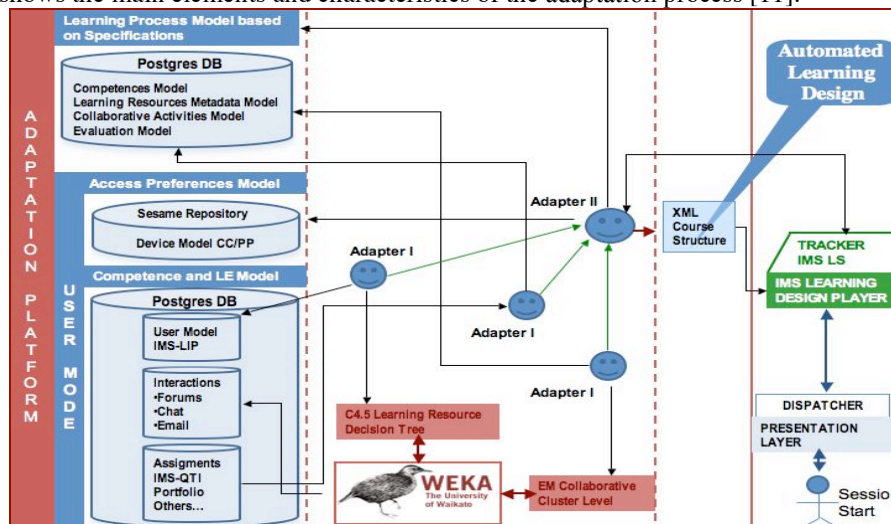 shows the main elements and characteristics of the adaptation process [11].
Learning Process Model based
on Specifications
Postgres DB
Competences Model
Learning Resources Metadata Model
Collaborative Activities Model
Evaluation Model
ADAPTATION PLATFORM
USER MODE
Access Preferences Model
Sesame Repository
Device Model CC/PP
Competence and LE Model
Postgres DB
User Model
IMS-LIP
Interactions
•Forums
•Chat
•Email
Assigments
IMS-QTI
Portfolio
Others...
Adapter I
Adapter I
Adapter I
Adapter II
C4.5 Learning Resource
Decision Tree
WEKA
The University
of Waikato
EM Collaborative
Cluster Level
XML
Course
Structure
Automated
Learning
Design
TRACKER
IMS LS
IMS LEARNING
DESIGN PLAYER
DISPATCHER
PRESENTATION
LAYER
Sessio
Start